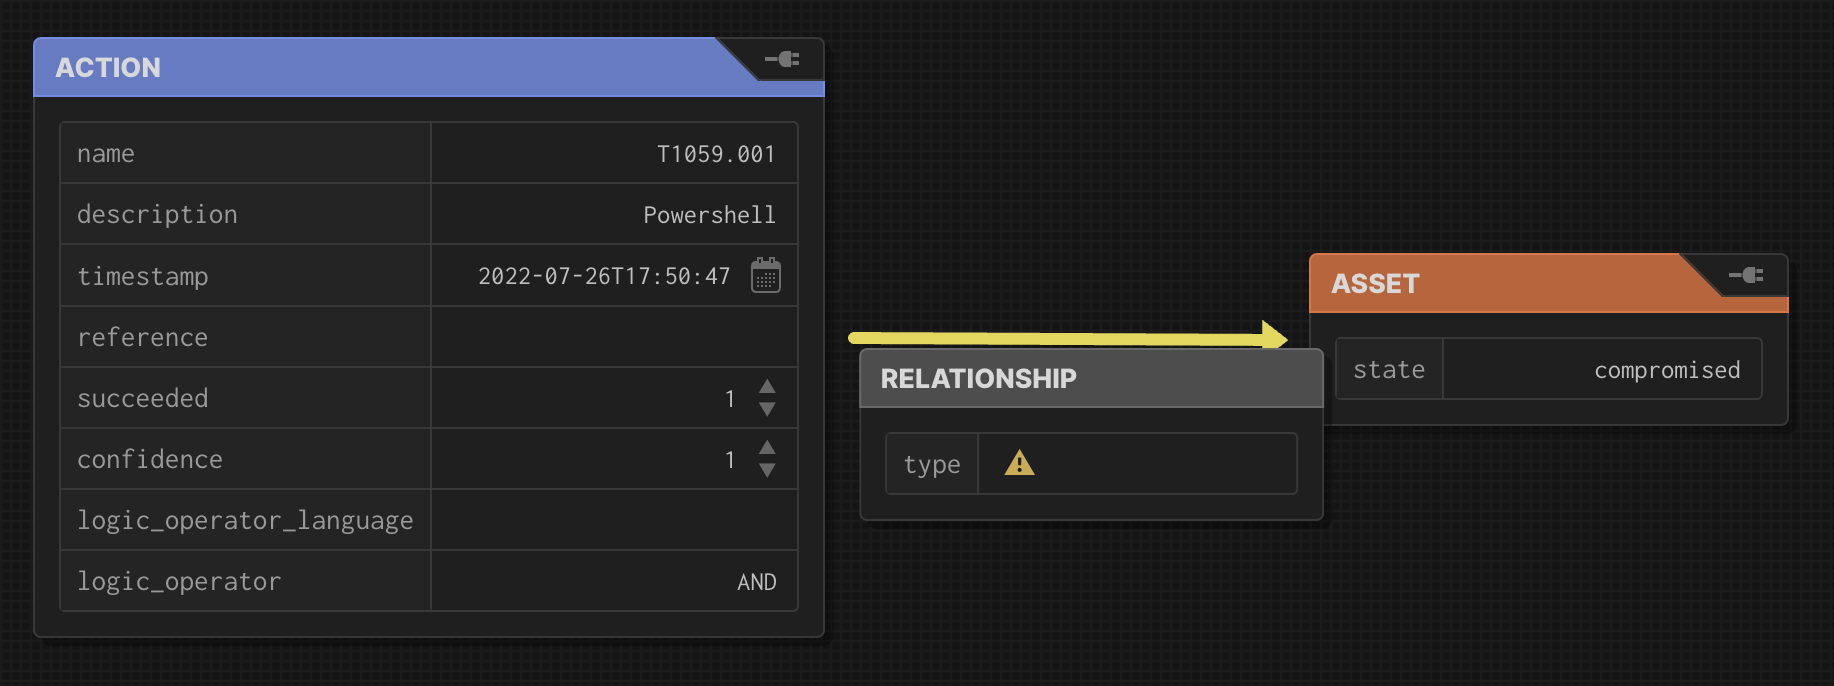 ACTION
name T1059.001
description Powershell
timestamp 2022-07-26T17:50:47
reference
succeeded 1
confidence 1
logic_operator_language
logic_operator AND
RELATIONSHIP
type
ASSET
state compromised